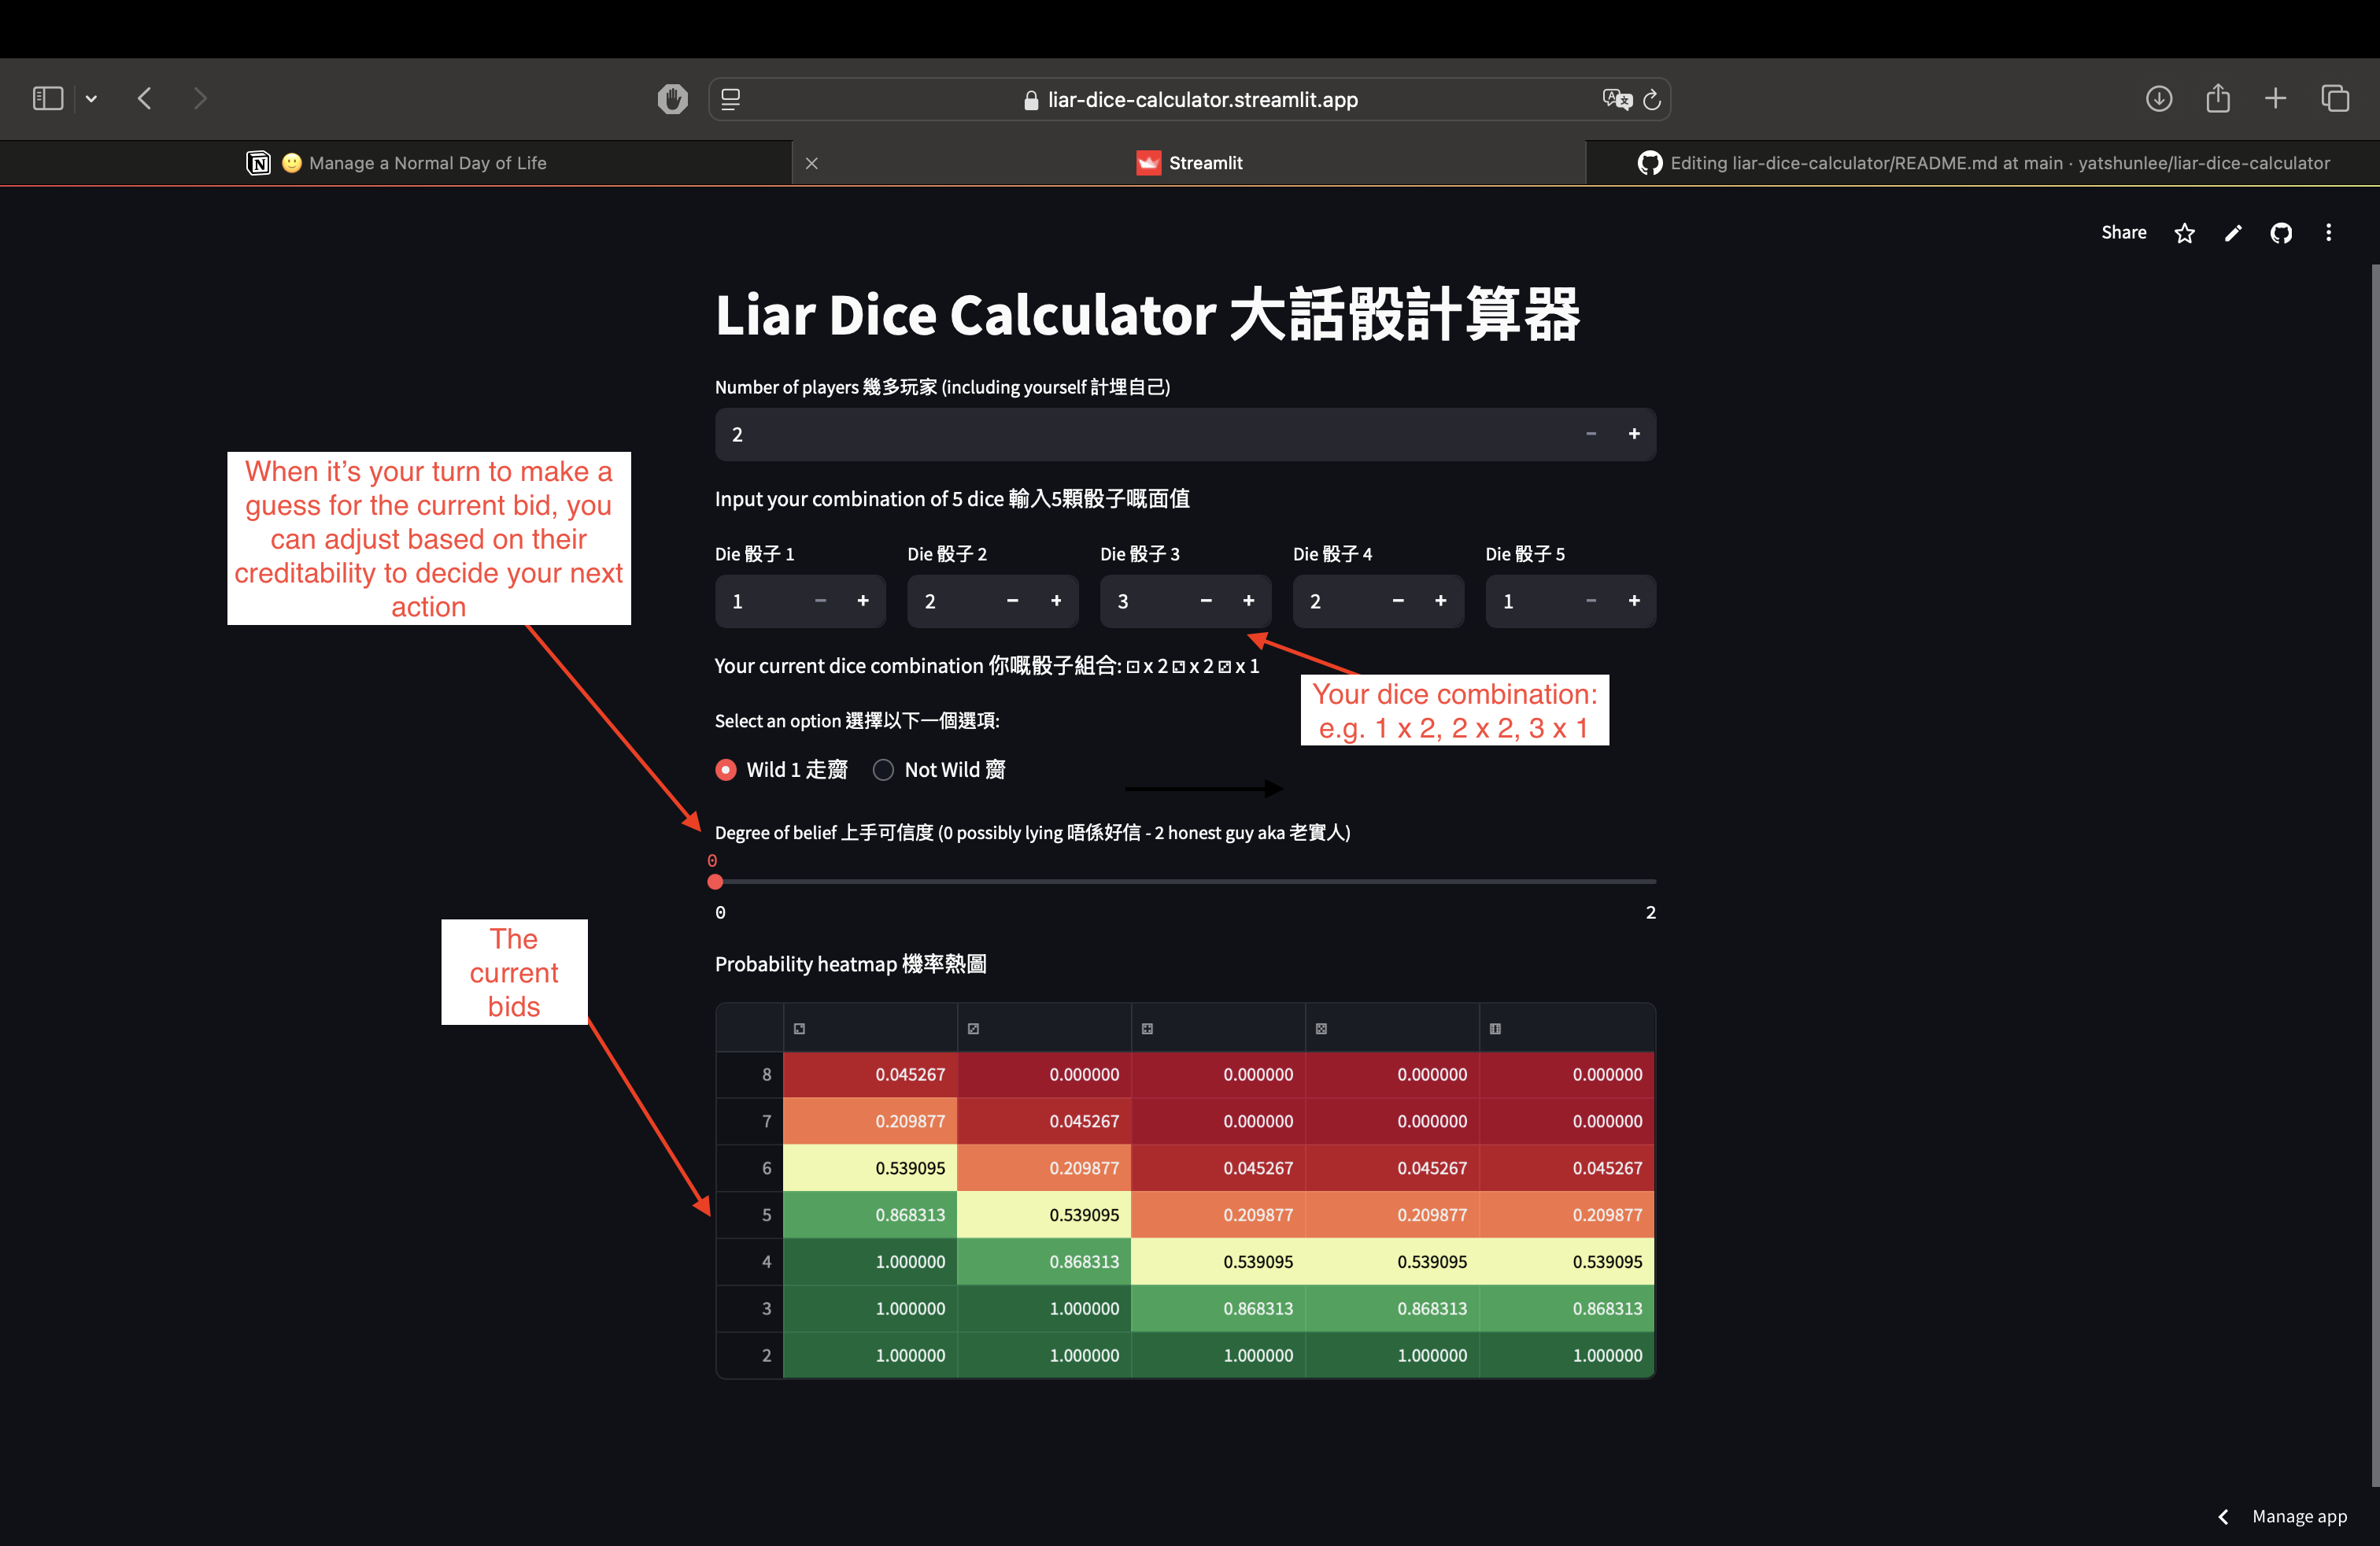 liar-dice-calculator.streamlit.app
🙂 Manage a Normal Day of Life
Streamlit
Editing liar-dice-calculator/README.md at main · yatshunlee/liar-dice-calculator
Share
Liar Dice Calculator 大話骰計算器
Number of players 幾多玩家 (including yourself 計埋自己)
2
When it’s your turn to make a
guess for the current bid, you
can adjust based on their
creditability to decide your next
action
Input your combination of 5 dice 輸入5顆骰子嘅面值
Die 骰子 1 Die 骰子 2 Die 骰子 3 Die 骰子 4 Die 骰子 5
1 2 3 2 1
Your current dice combination 你嘅骰子組合: ⚀ x 2 ⚁ x 2 ⚂ x 1
Your dice combination:
e.g. 1 x 2, 2 x 2, 3 x 1
Select an option 選擇以下一個選項:
Wild 1 走齋 Not Wild 齋
Degree of belief 上手可信度 (0 possibly lying 唔係好信 - 2 honest guy aka 老實人)
0
0 2
The
current
bids
Probability heatmap 機率熱圖
⚁ ⚂ ⚃ ⚄ ⚅
8 0.045267 0.000000 0.000000 0.000000 0.000000
7 0.209877 0.045267 0.000000 0.000000 0.000000
6 0.539095 0.209877 0.045267 0.045267 0.045267
5 0.868313 0.539095 0.209877 0.209877 0.209877
4 1.000000 0.868313 0.539095 0.539095 0.539095
3 1.000000 1.000000 0.868313 0.868313 0.868313
2 1.000000 1.000000 1.000000 1.000000 1.000000
Manage app